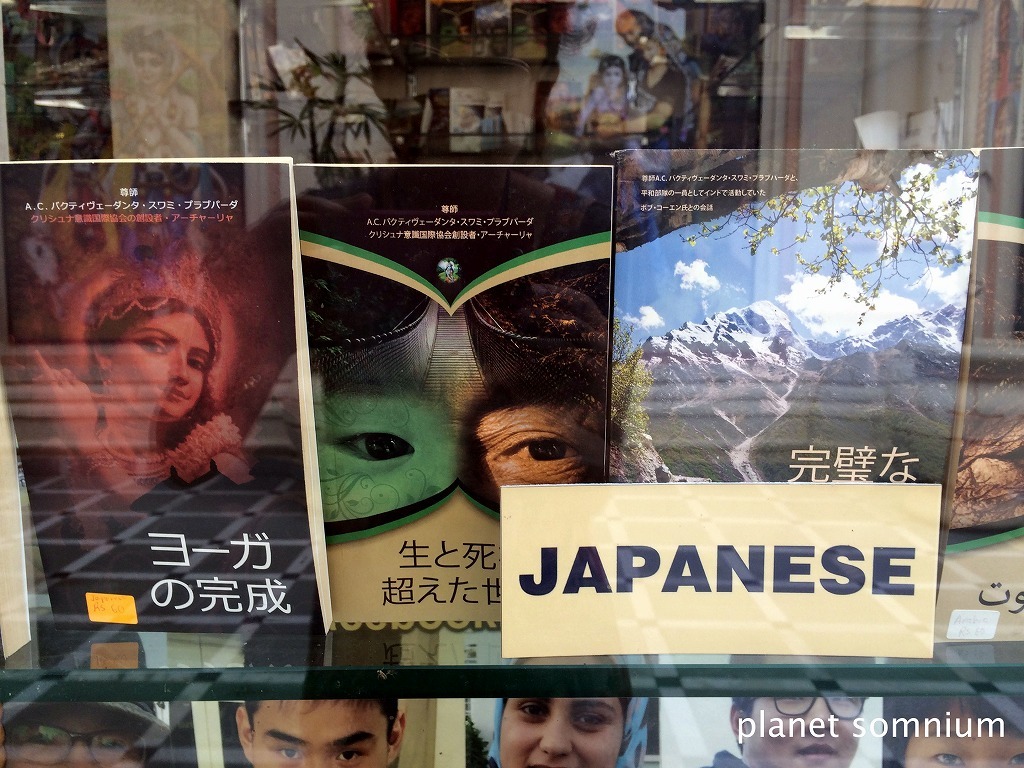 尊師
A.C. バクティヴェーダンタ・スワミ・プラブパーダ
クリシュナ意識国際協会の創設者・アーチャーリャ
ヨーガ
の完成
尊師
A.C. バクティヴェーダンタ・スワミ・プラブパーダ
クリシュナ意識国際協会創設者・アーチャーリャ
生と死を
超えた世
尊師A.C. バクティヴェーダンタ・スワミ・プラブパーダと、
平和部隊の一員としてインドで活動していた
ボブ・コーエン氏との会話
完璧な
JAPANESE
وت
planet somnium